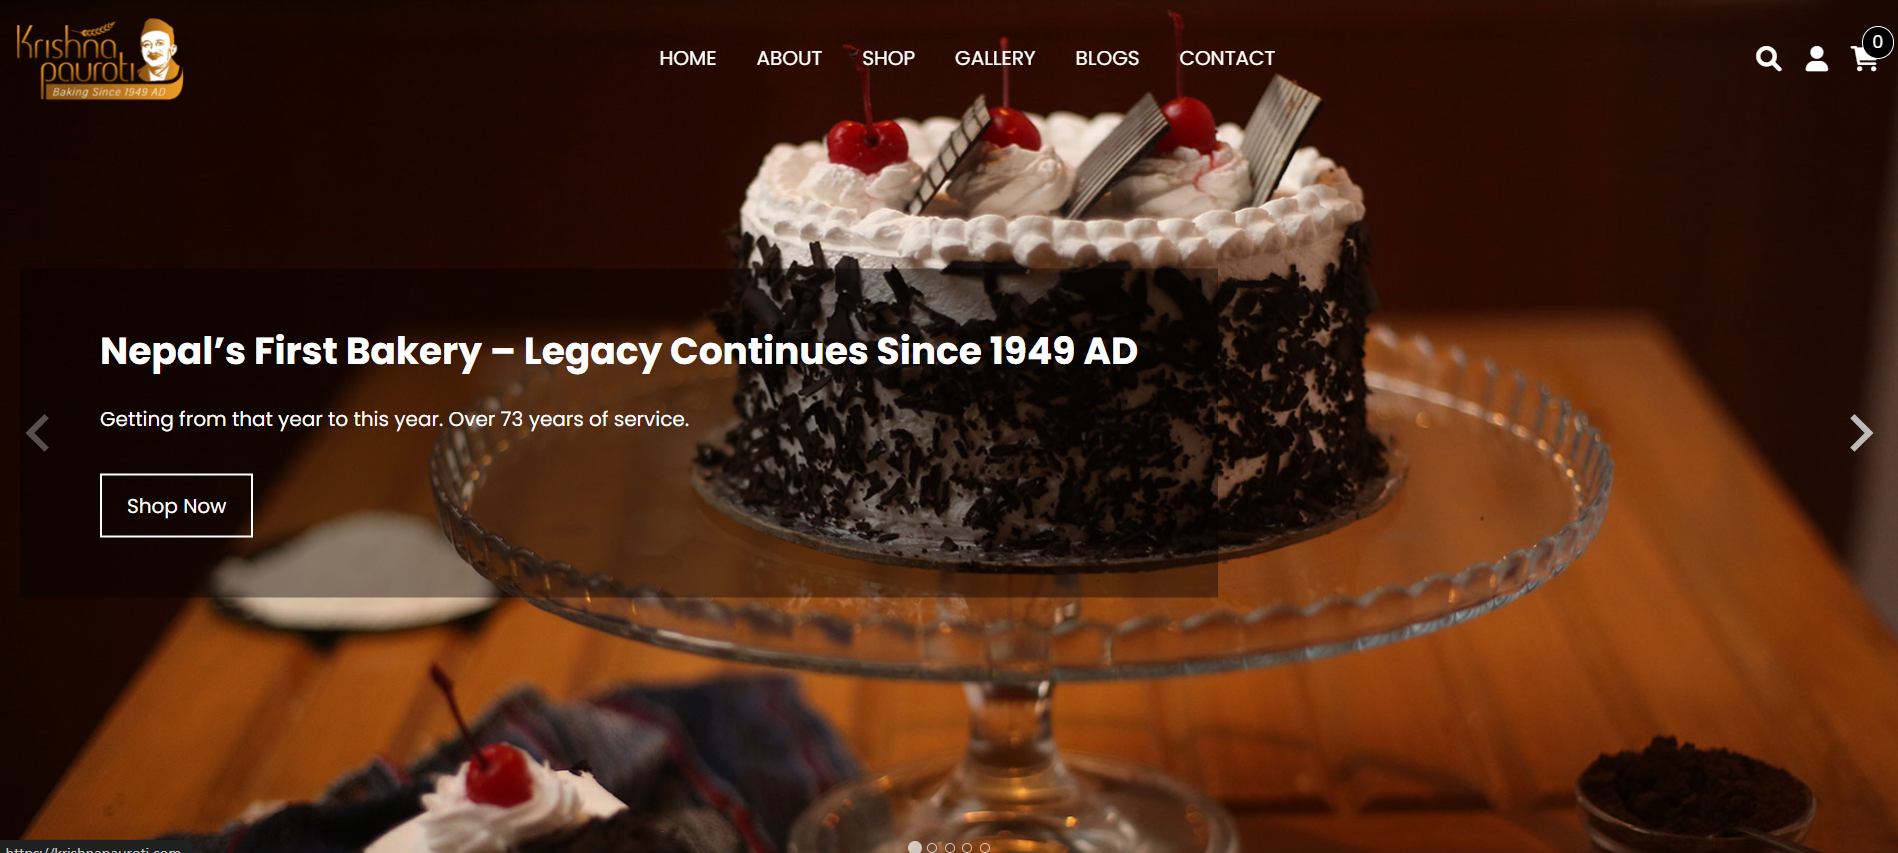 Krishna
pauroti
Baking Since 1949 AD
HOME ABOUT SHOP GALLERY BLOGS CONTACT
0
Nepal’s First Bakery – Legacy Continues Since 1949 AD
Getting from that year to this year. Over 73 years of service.
Shop Now
https://krishnapauroti.com